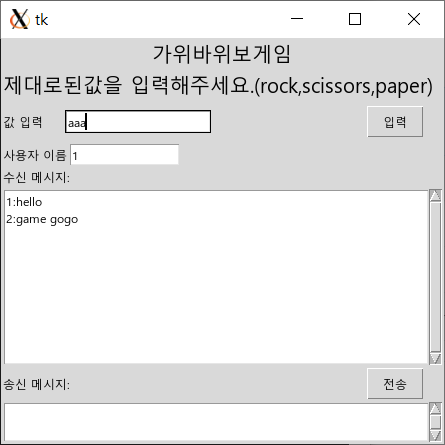 tk
가위바위보게임
제대로된값을 입력해주세요.(rock,scissors,paper)
값 입력 aaa 입력
사용자 이름 1
수신 메시지:
1:hello
2:game gogo
송신 메시지: 전송